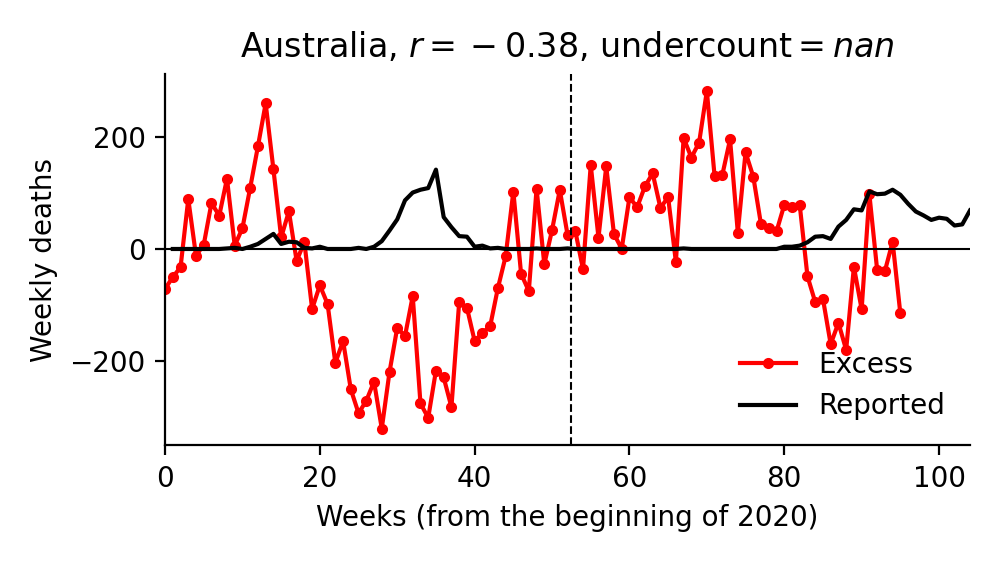 Australia, r = − 0.38, undercount = nan
Weekly deaths
200
0
−200
Excess
Reported
0 20 40 60 80 100
Weeks (from the beginning of 2020)